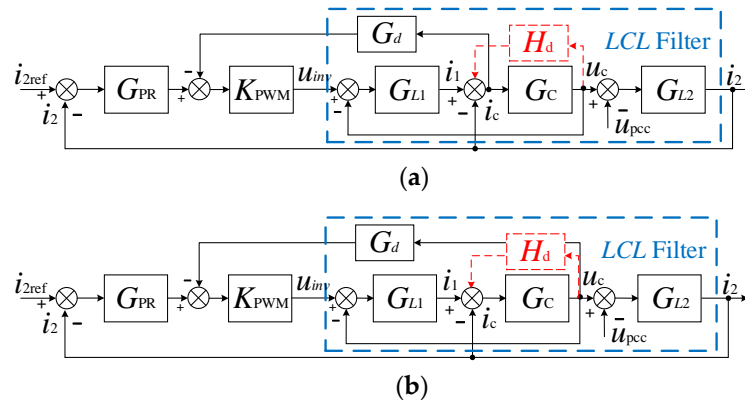 G_d
H_d
LCL Filter
i_2ref
+
−
−
+
G_PR
K_PWM
u_inv
+
−
G_L1
i_1
+
−
i_c
G_C
u_c
+
−
u_pcc
G_L2
i_2
i_2
(a)
G_d
H_d
LCL Filter
i_2ref
+
−
−
+
G_PR
K_PWM
u_inv
+
−
G_L1
i_1
+
−
i_c
G_C
u_c
+
−
u_pcc
G_L2
i_2
i_2
(b)